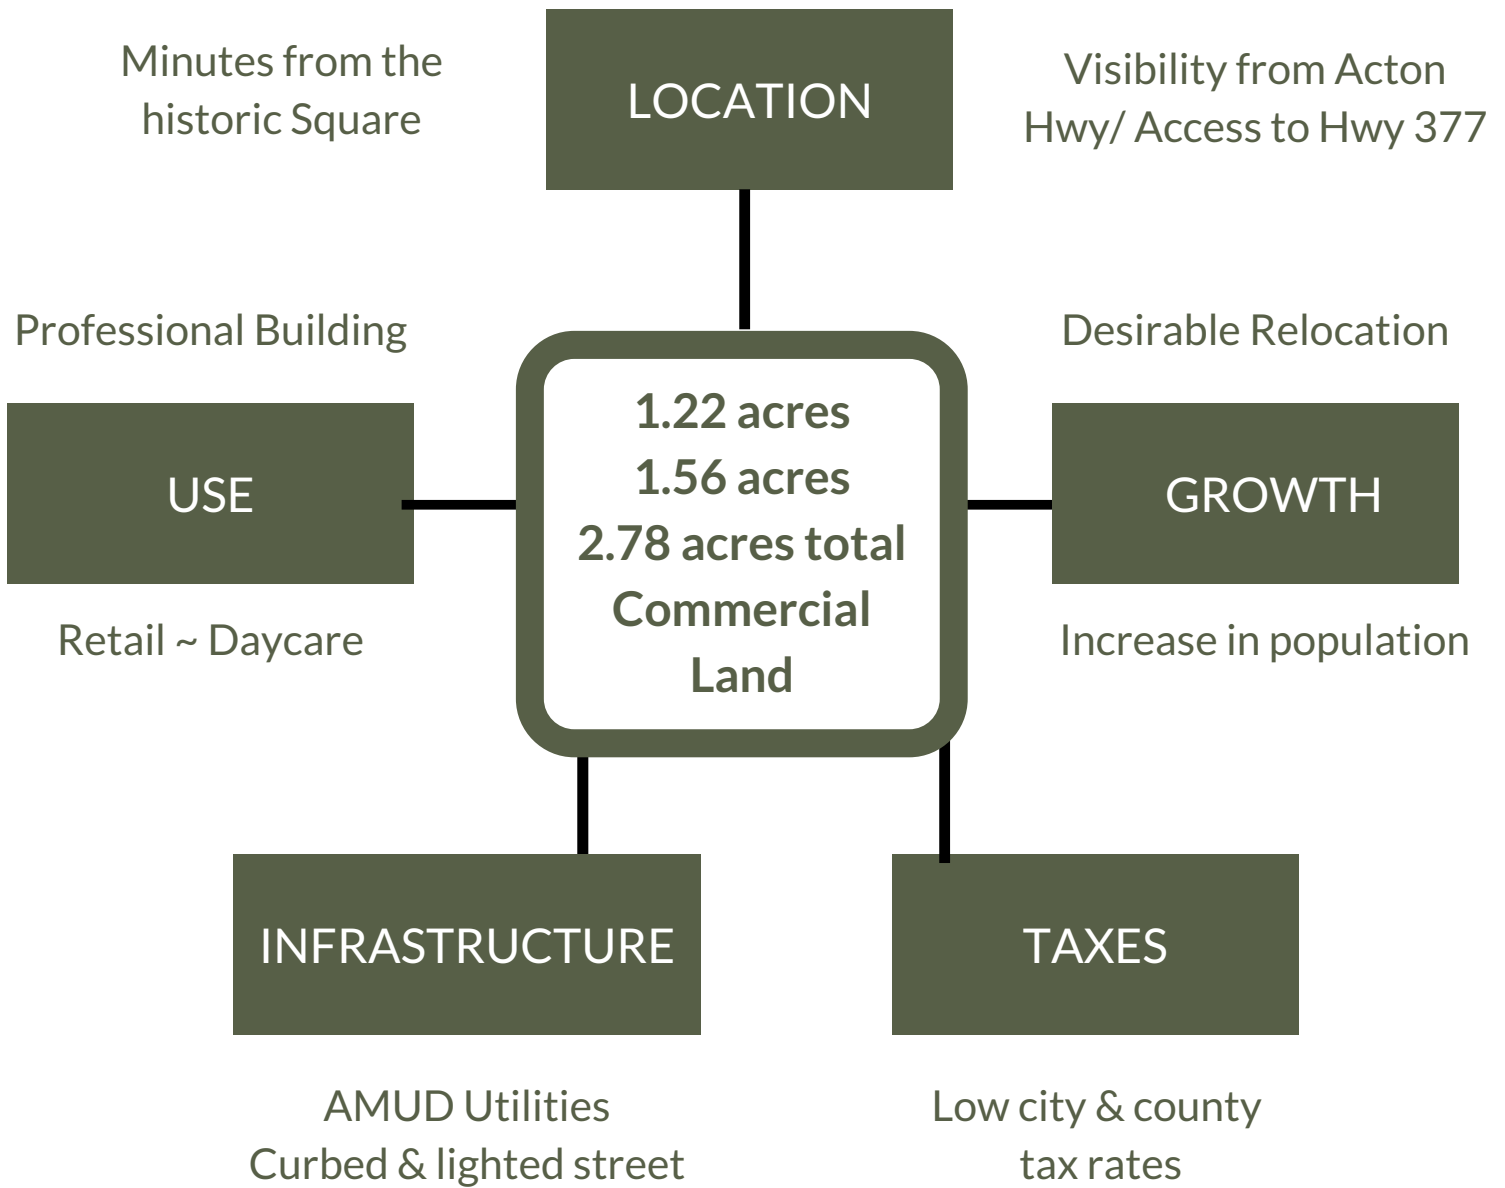 Minutes from the
historic Square
LOCATION
Visibility from Acton
Hwy/ Access to Hwy 377
Professional Building
USE
Retail ~ Daycare
1.22 acres
1.56 acres
2.78 acres total
Commercial
Land
Desirable Relocation
GROWTH
Increase in population
INFRASTRUCTURE
AMUD Utilities
Curbed & lighted street
TAXES
Low city & county
tax rates